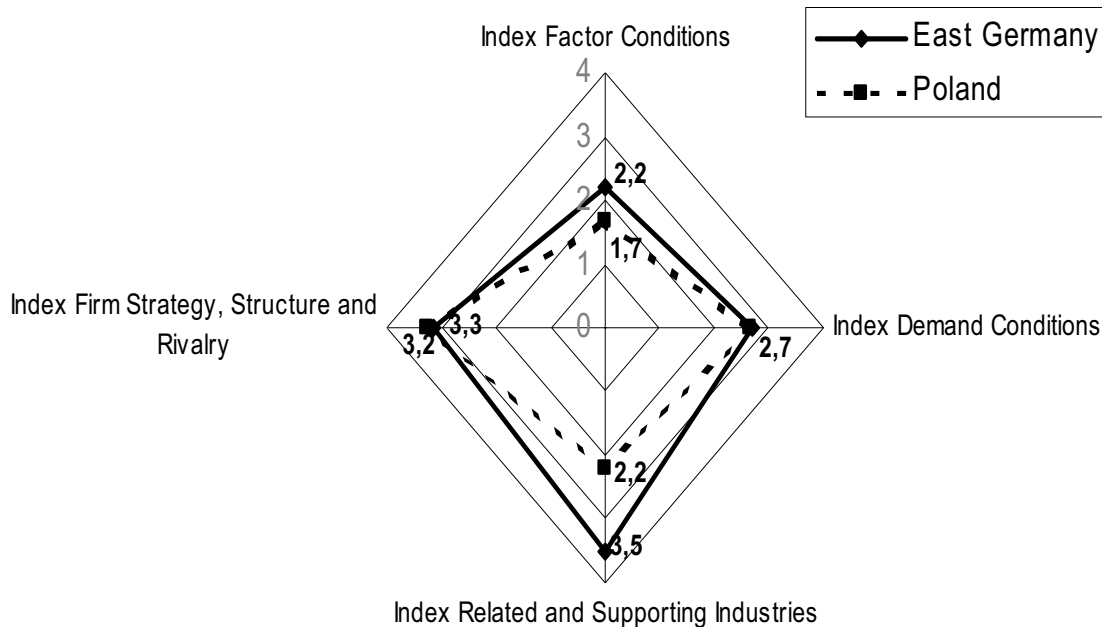 Index Factor Conditions
East Germany
Poland
4
3
2,2
2
1,7
1
Index Firm Strategy, Structure and
Rivalry
3,3
3,2
0
Index Demand Conditions
2,7
2,2
3,5
Index Related and Supporting Industries